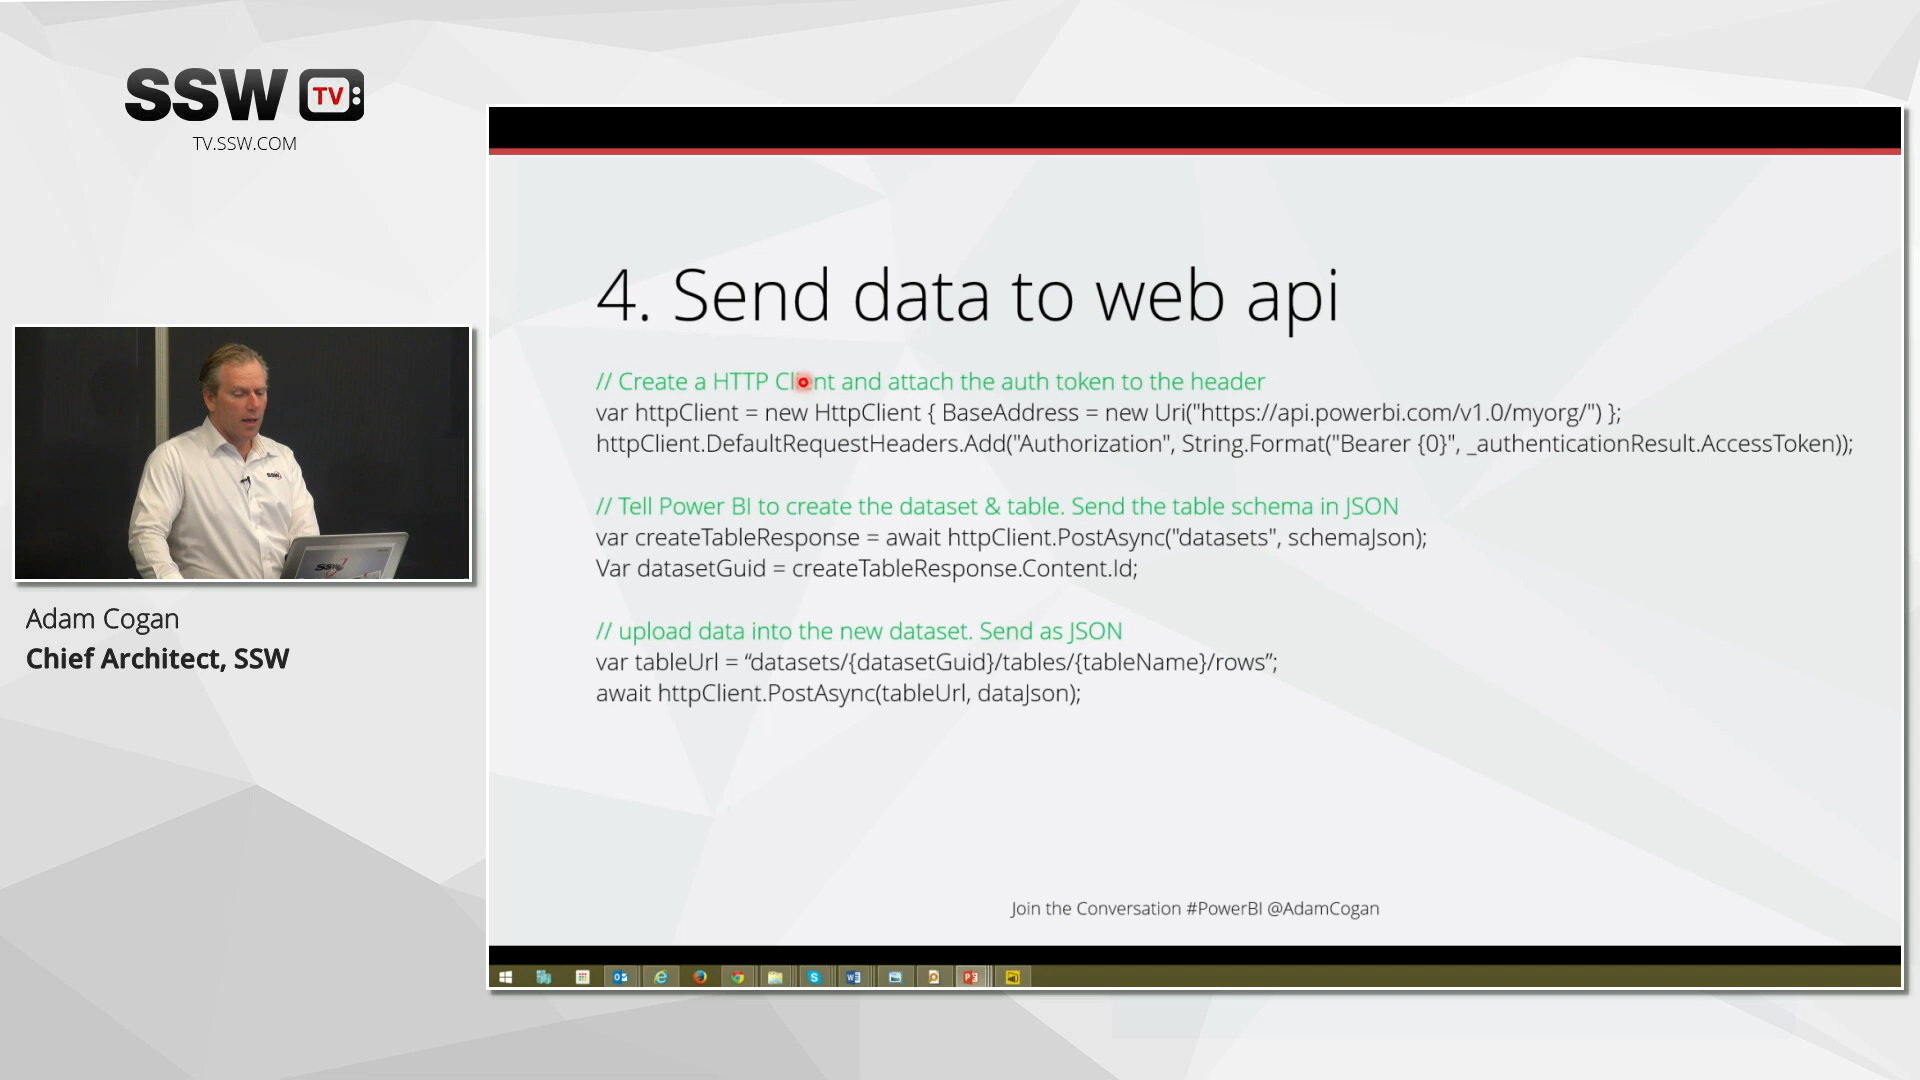 SSW TV
TV.SSW.COM
4. Send data to web api
// Create a HTTP Client and attach the auth token to the header
var httpClient = new HttpClient { BaseAddress = new Uri("https://api.powerbi.com/v1.0/myorg/") };
httpClient.DefaultRequestHeaders.Add("Authorization", String.Format("Bearer {0}", _authenticationResult.AccessToken));
// Tell Power BI to create the dataset & table. Send the table schema in JSON
var createTableResponse = await httpClient.PostAsync("datasets", schemaJson);
Var datasetGuid = createTableResponse.Content.Id;
// upload data into the new dataset. Send as JSON
var tableUrl = “datasets/{datasetGuid}/tables/{tableName}/rows”;
await httpClient.PostAsync(tableUrl, dataJson);
Join the Conversation #PowerBI @AdamCogan
SSW
SSW
Adam Cogan
Chief Architect, SSW